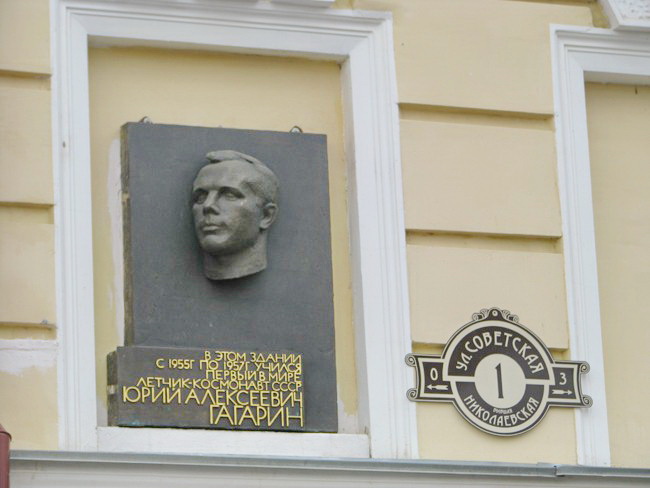 В ЭТОМ ЗДАНИИ
С 1955Г ПО 1957Г УЧИЛСЯ
ПЕРВЫЙ В МИРЕ
ЛЕТЧИК-КОСМОНАВТ СССР
ЮРИЙ АЛЕКСЕЕВИЧ
ГАГАРИН
УЛ. СОВЕТСКАЯ
0 1 3
НИКОЛАЕВСКАЯ